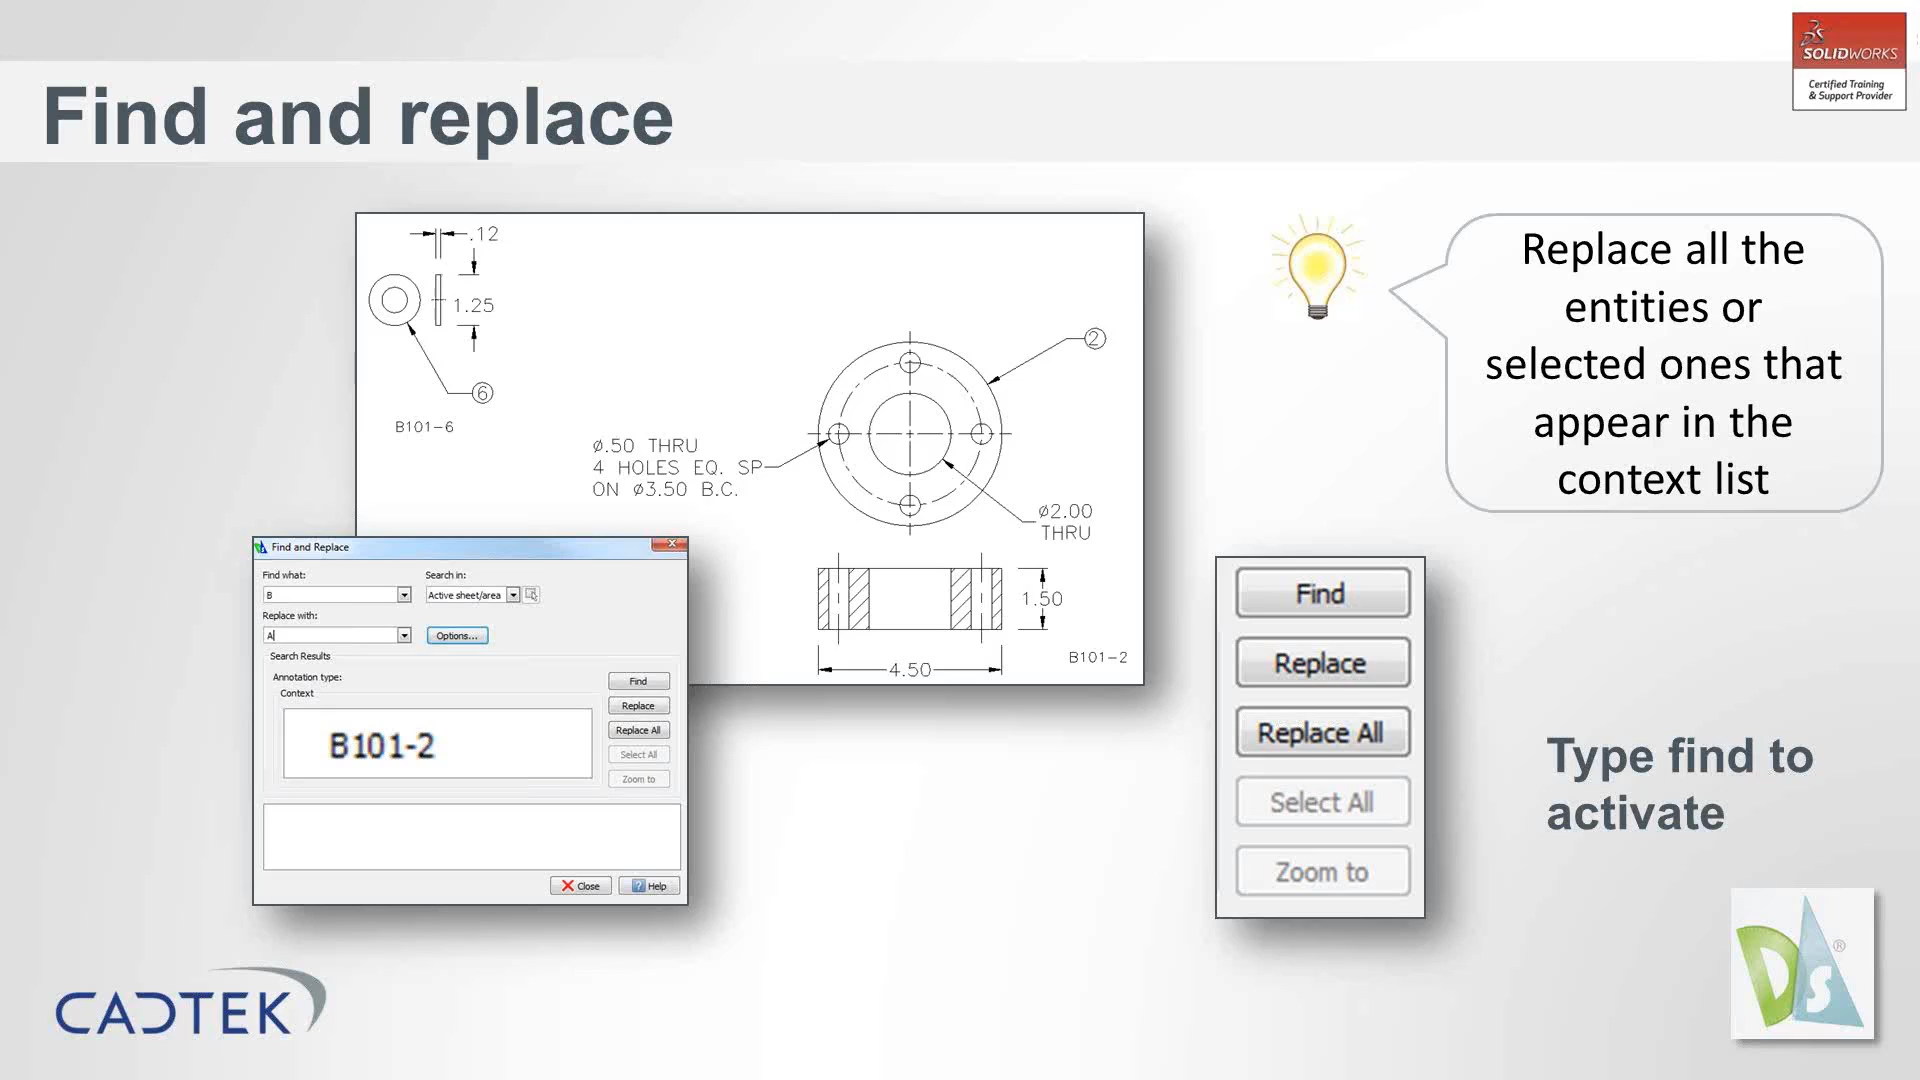 Find and replace
SOLIDWORKS
Certified Training
& Support Provider
.12
1.25
6
B101-6
2
ø.50 THRU
4 HOLES EQ. SP
ON ø3.50 B.C.
ø2.00
THRU
1.50
4.50
B101-2
Replace all the
entities or
selected ones that
appear in the
context list
Find and Replace
Find what:
Search in:
B
Active sheet/area
Replace with:
A
Options...
Search Results
Annotation type:
Context
B101-2
Find
Replace
Replace All
Select All
Zoom to
Close
Help
Find
Replace
Replace All
Select All
Zoom to
Type find to
activate
CADTEK
DS®